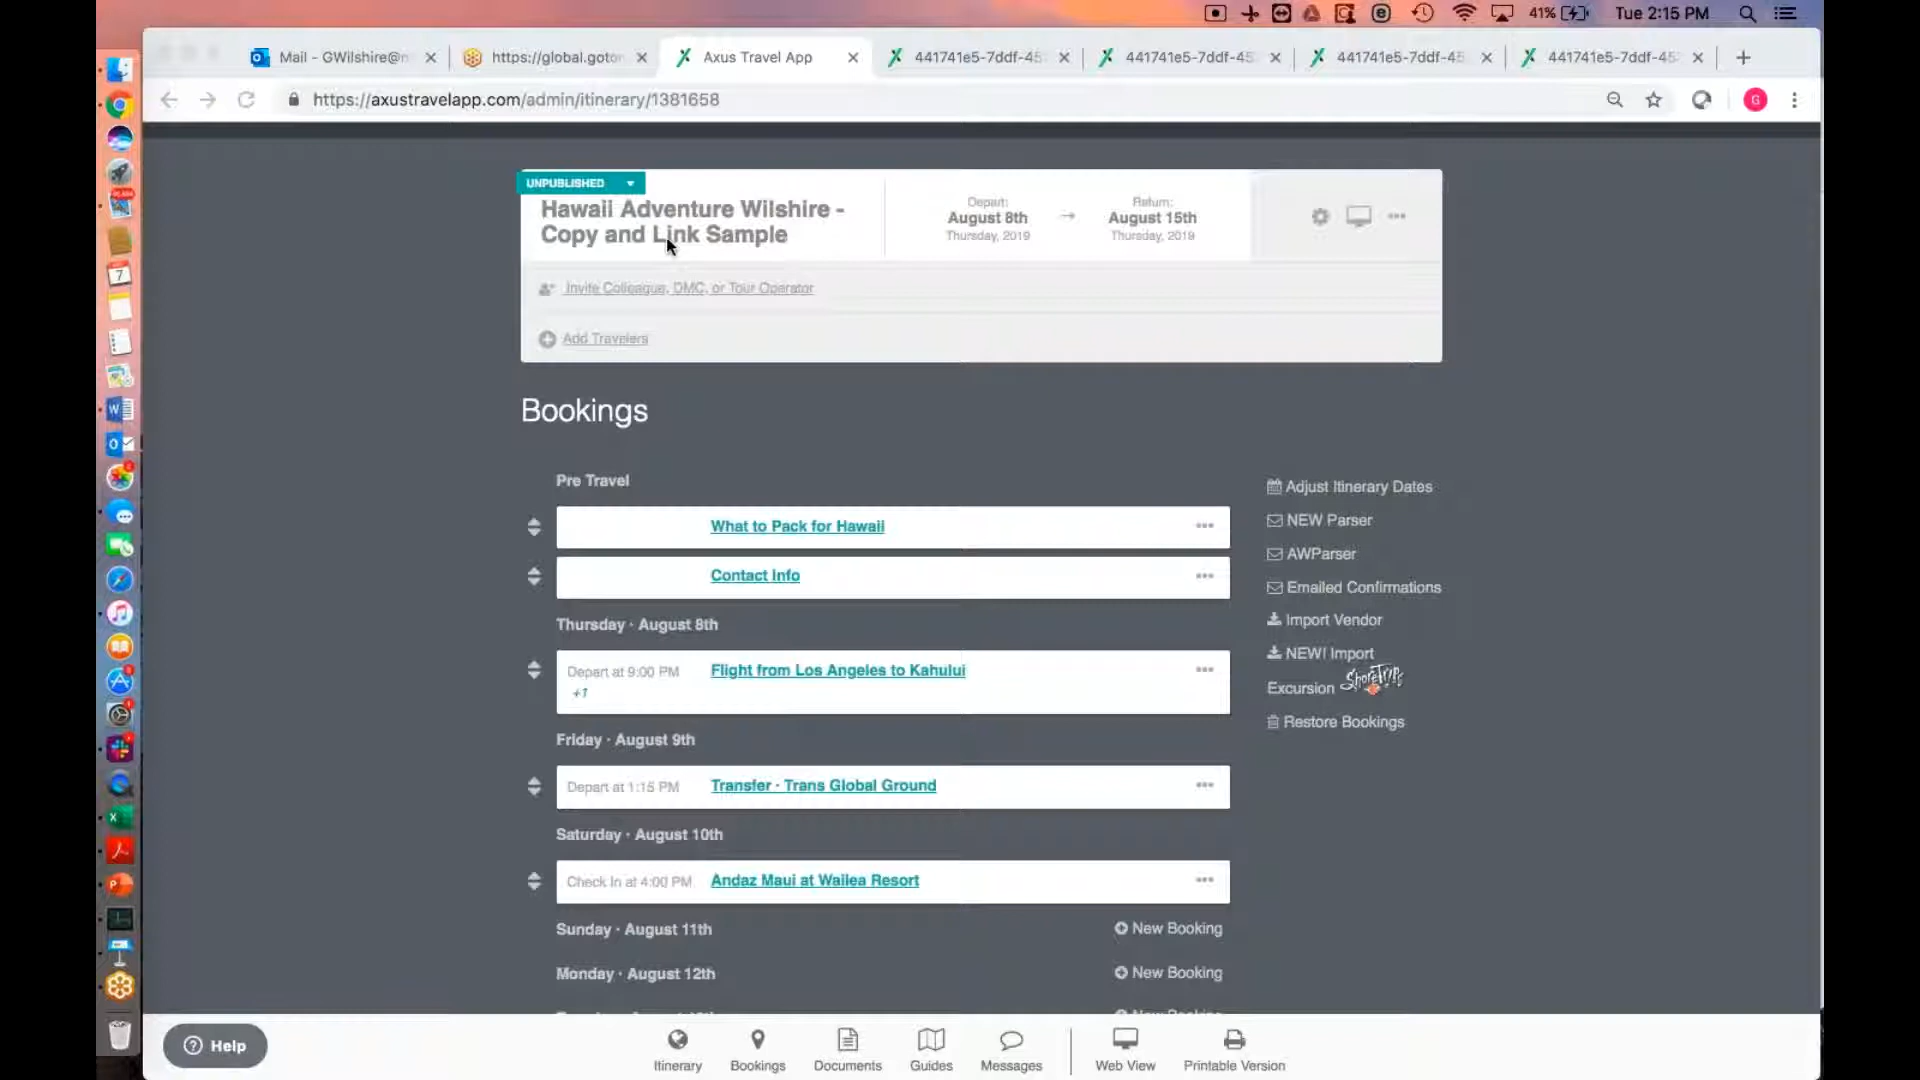 41%
Tue 2:15 PM
Mail - GWilshire@
https://global.goto
Axus Travel App
441741e5-7ddf-45
441741e5-7ddf-45
441741e5-7ddf-45
441741e5-7ddf-45
https://axustravelapp.com/admin/itinerary/1381658
G
UNPUBLISHED
Hawaii Adventure Wilshire -
Copy and Link Sample
Depart:
August 8th
Thursday, 2019
Return:
August 15th
Thursday, 2019
Invite Colleague, DMC, or Tour Operator
Add Travelers
Bookings
Pre Travel
What to Pack for Hawaii
Contact Info
Thursday · August 8th
Depart at 9:00 PM
+1
Flight from Los Angeles to Kahului
Friday · August 9th
Depart at 1:15 PM
Transfer · Trans Global Ground
Saturday · August 10th
Check In at 4:00 PM
Andaz Maui at Wailea Resort
Sunday · August 11th
New Booking
Monday · August 12th
New Booking
Adjust Itinerary Dates
NEW Parser
AWParser
Emailed Confirmations
Import Vendor
NEW! Import
Excursion ShoreTrips
Restore Bookings
Help
Itinerary
Bookings
Documents
Guides
Messages
Web View
Printable Version